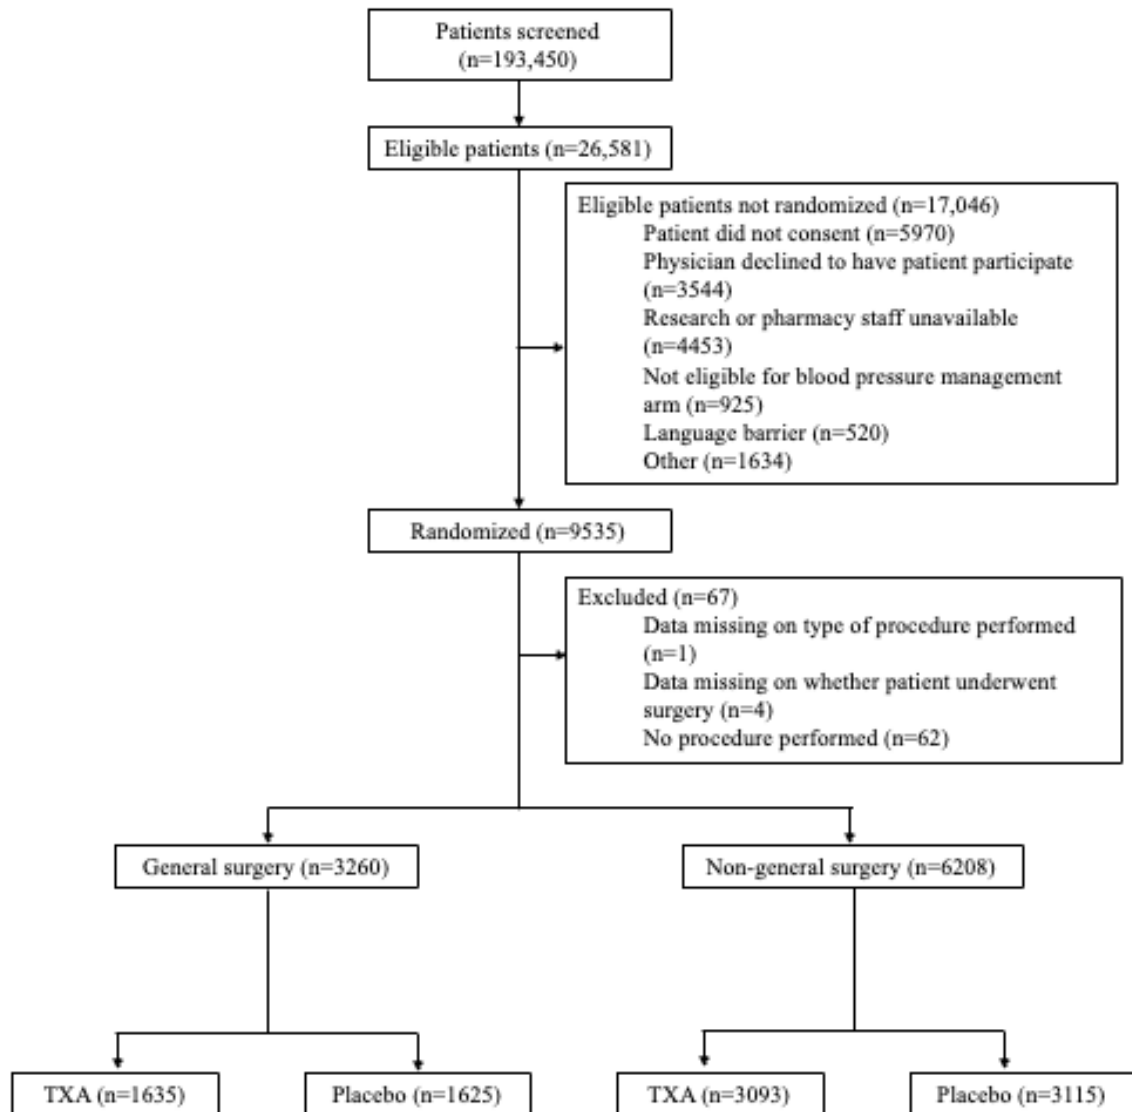 Patients screened
(n=193,450)
Eligible patients (n=26,581)
Eligible patients not randomized (n=17,046)
Patient did not consent (n=5970)
Physician declined to have patient participate
(n=3544)
Research or pharmacy staff unavailable
(n=4453)
Not eligible for blood pressure management
arm (n=925)
Language barrier (n=520)
Other (n=1634)
Randomized (n=9535)
Excluded (n=67)
Data missing on type of procedure performed
(n=1)
Data missing on whether patient underwent
surgery (n=4)
No procedure performed (n=62)
General surgery (n=3260)
Non-general surgery (n=6208)
TXA (n=1635)
Placebo (n=1625)
TXA (n=3093)
Placebo (n=3115)